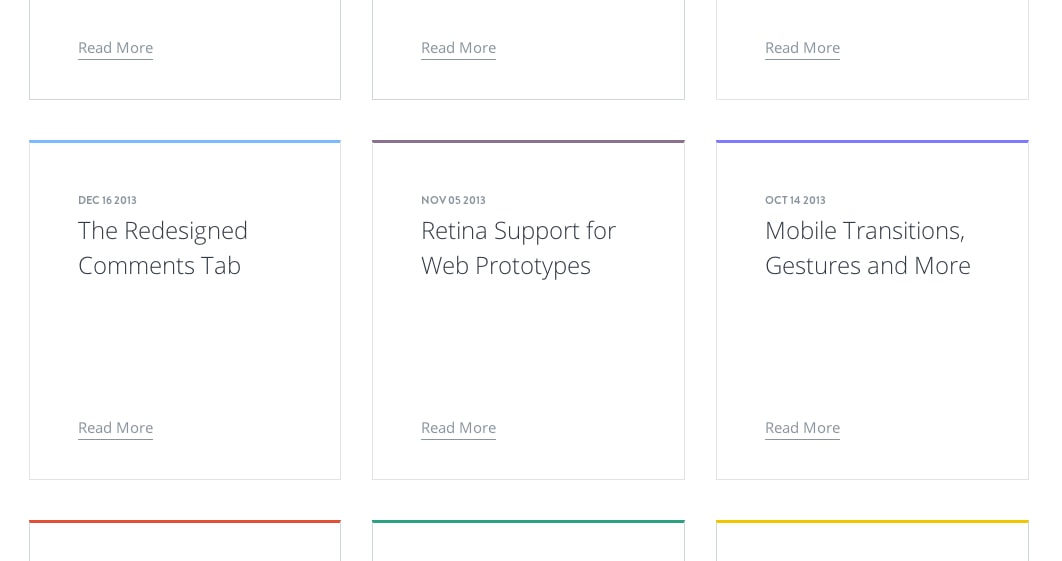 Read More
Read More
Read More
DEC 16 2013
The Redesigned
Comments Tab
Read More
NOV 05 2013
Retina Support for
Web Prototypes
Read More
OCT 14 2013
Mobile Transitions,
Gestures and More
Read More